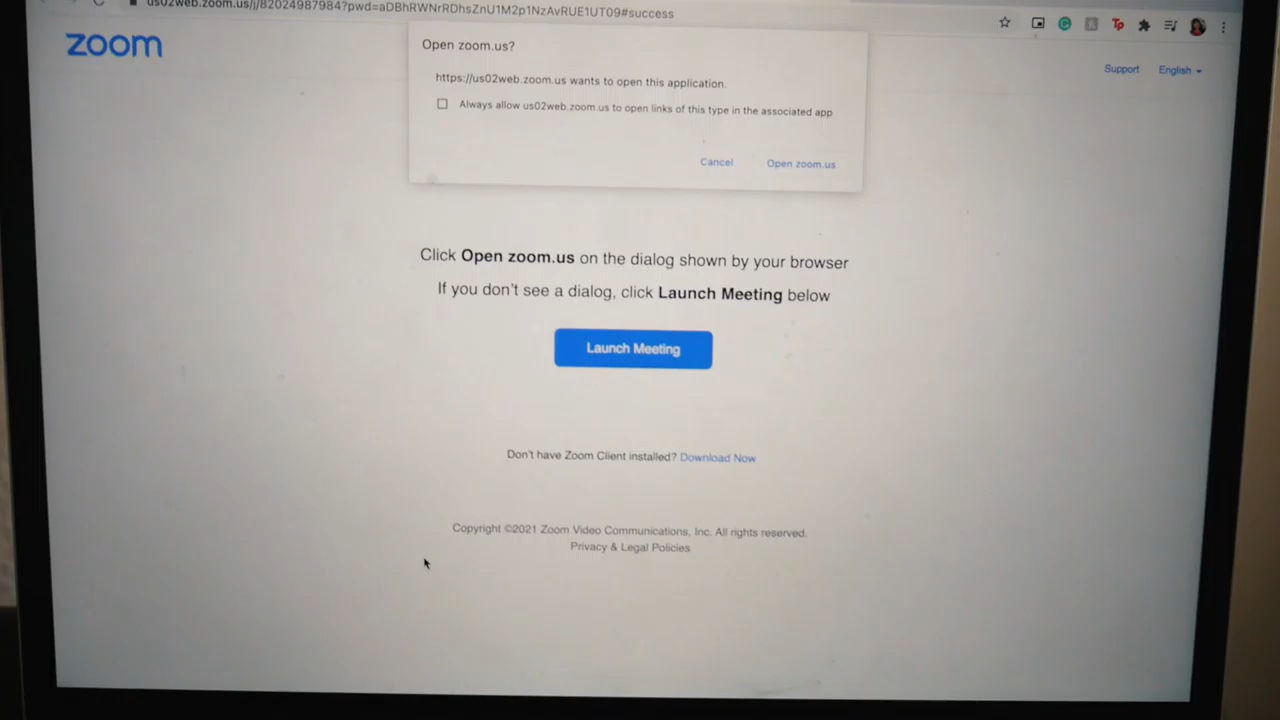 us02web.zoom.us/j/82024987984?pwd=aDBhRWNrRDhsZnU1M2p1NzAvRUE1UT09#success
zoom
Support English
Open zoom.us?
https://us02web.zoom.us wants to open this application.
Always allow us02web.zoom.us to open links of this type in the associated app
Cancel Open zoom.us
Click Open zoom.us on the dialog shown by your browser
If you don't see a dialog, click Launch Meeting below
Launch Meeting
Don't have Zoom Client installed? Download Now
Copyright ©2021 Zoom Video Communications, Inc. All rights reserved.
Privacy & Legal Policies